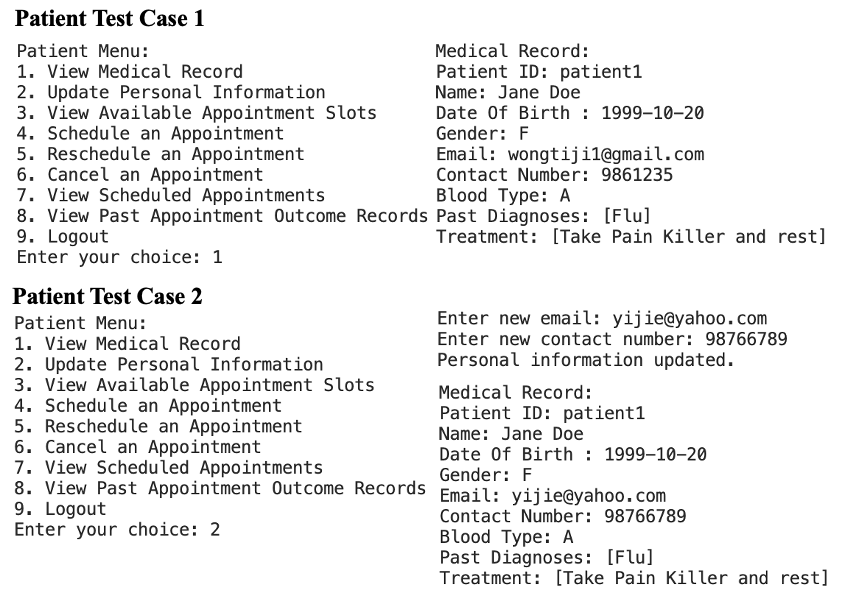 Patient Test Case 1
Patient Menu:
1. View Medical Record
2. Update Personal Information
3. View Available Appointment Slots
4. Schedule an Appointment
5. Reschedule an Appointment
6. Cancel an Appointment
7. View Scheduled Appointments
8. View Past Appointment Outcome Records
9. Logout
Enter your choice: 1
Medical Record:
Patient ID: patient1
Name: Jane Doe
Date Of Birth : 1999-10-20
Gender: F
Email: wongtiji1@gmail.com
Contact Number: 9861235
Blood Type: A
Past Diagnoses: [Flu]
Treatment: [Take Pain Killer and rest]
Patient Test Case 2
Patient Menu:
1. View Medical Record
2. Update Personal Information
3. View Available Appointment Slots
4. Schedule an Appointment
5. Reschedule an Appointment
6. Cancel an Appointment
7. View Scheduled Appointments
8. View Past Appointment Outcome Records
9. Logout
Enter your choice: 2
Enter new email: yijie@yahoo.com
Enter new contact number: 98766789
Personal information updated.
Medical Record:
Patient ID: patient1
Name: Jane Doe
Date Of Birth : 1999-10-20
Gender: F
Email: yijie@yahoo.com
Contact Number: 98766789
Blood Type: A
Past Diagnoses: [Flu]
Treatment: [Take Pain Killer and rest]